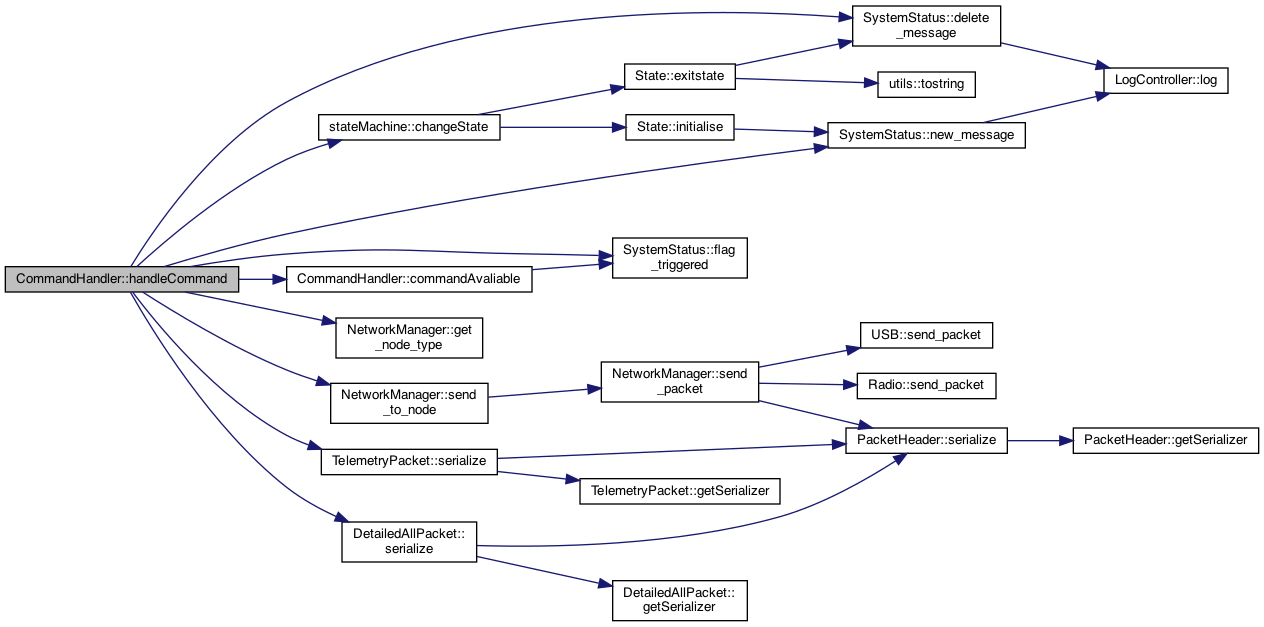 SystemStatus::delete
_message
State::exitstate
utils::tostring
LogController::log
stateMachine::changeState
State::initialise
SystemStatus::new_message
CommandHandler::handleCommand
CommandHandler::commandAvaliable
SystemStatus::flag
_triggered
NetworkManager::get
_node_type
NetworkManager::send
_to_node
NetworkManager::send
_packet
USB::send_packet
Radio::send_packet
PacketHeader::serialize
PacketHeader::getSerializer
TelemetryPacket::serialize
TelemetryPacket::getSerializer
DetailedAllPacket::
serialize
DetailedAllPacket::
getSerializer